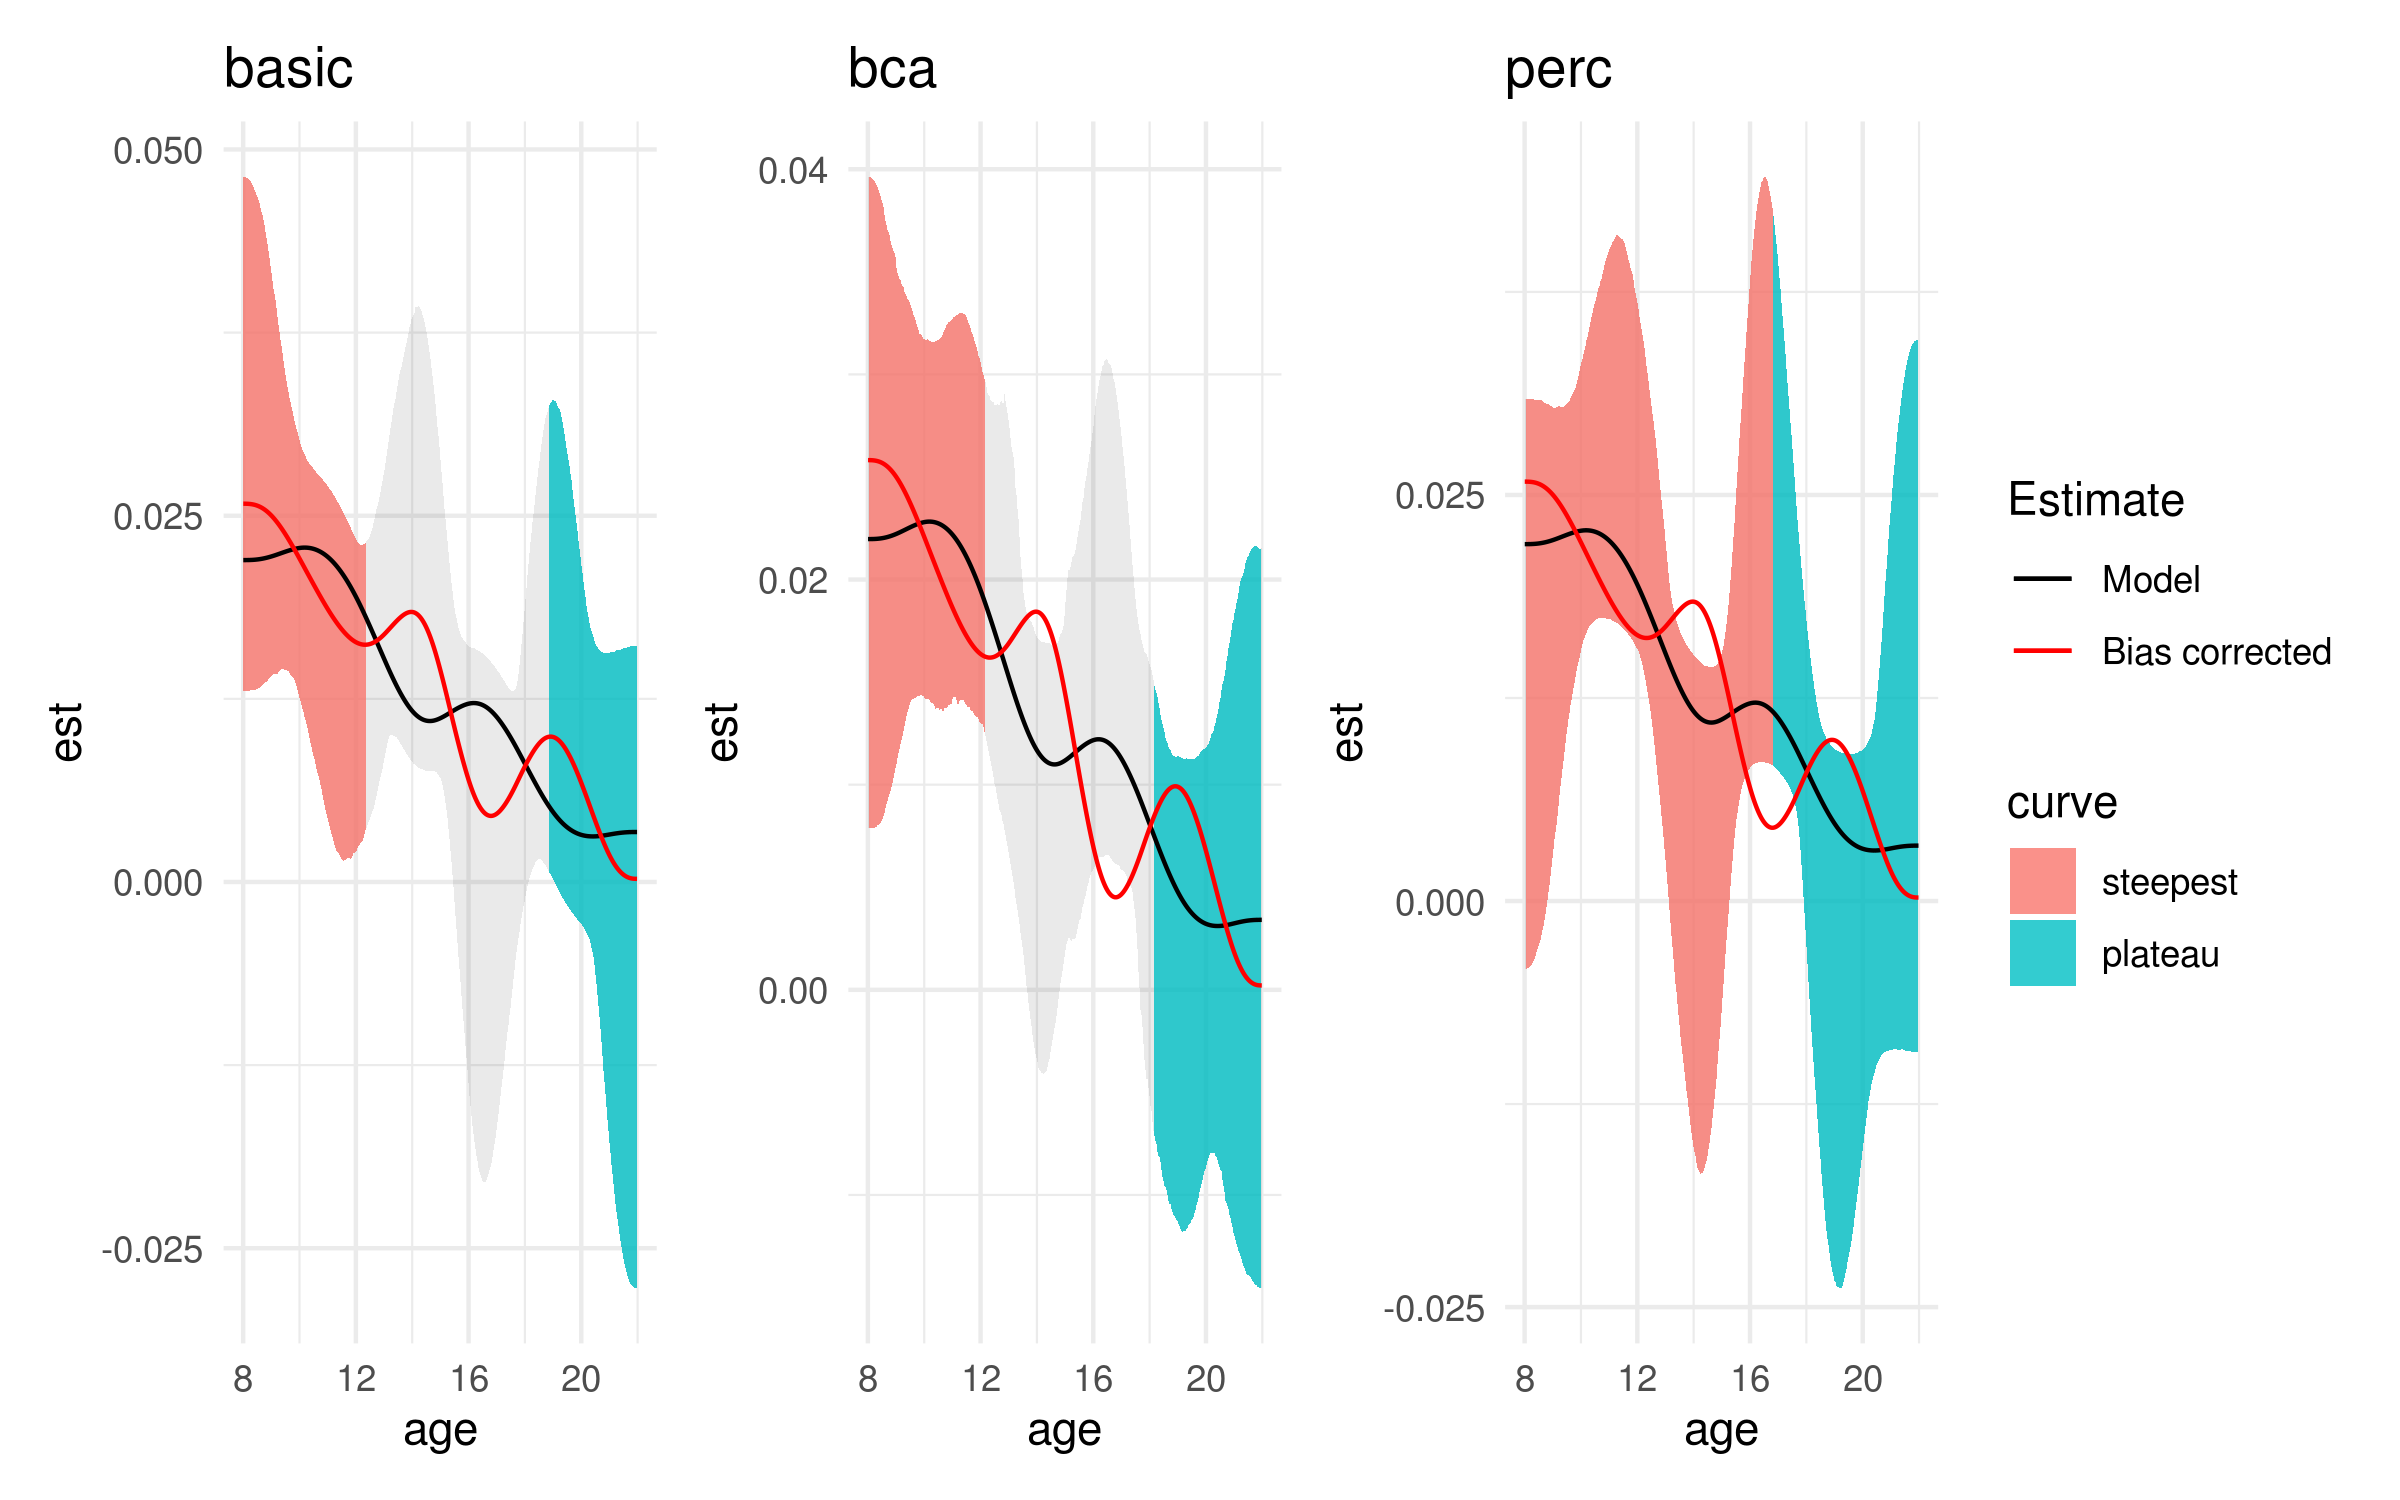 basic
0.050
0.025
0.000
-0.025
est
8 12 16 20
age
bca
0.04
0.02
0.00
est
8 12 16 20
age
perc
0.025
0.000
-0.025
est
8 12 16 20
age
Estimate
Model
Bias corrected
curve
steepest
plateau